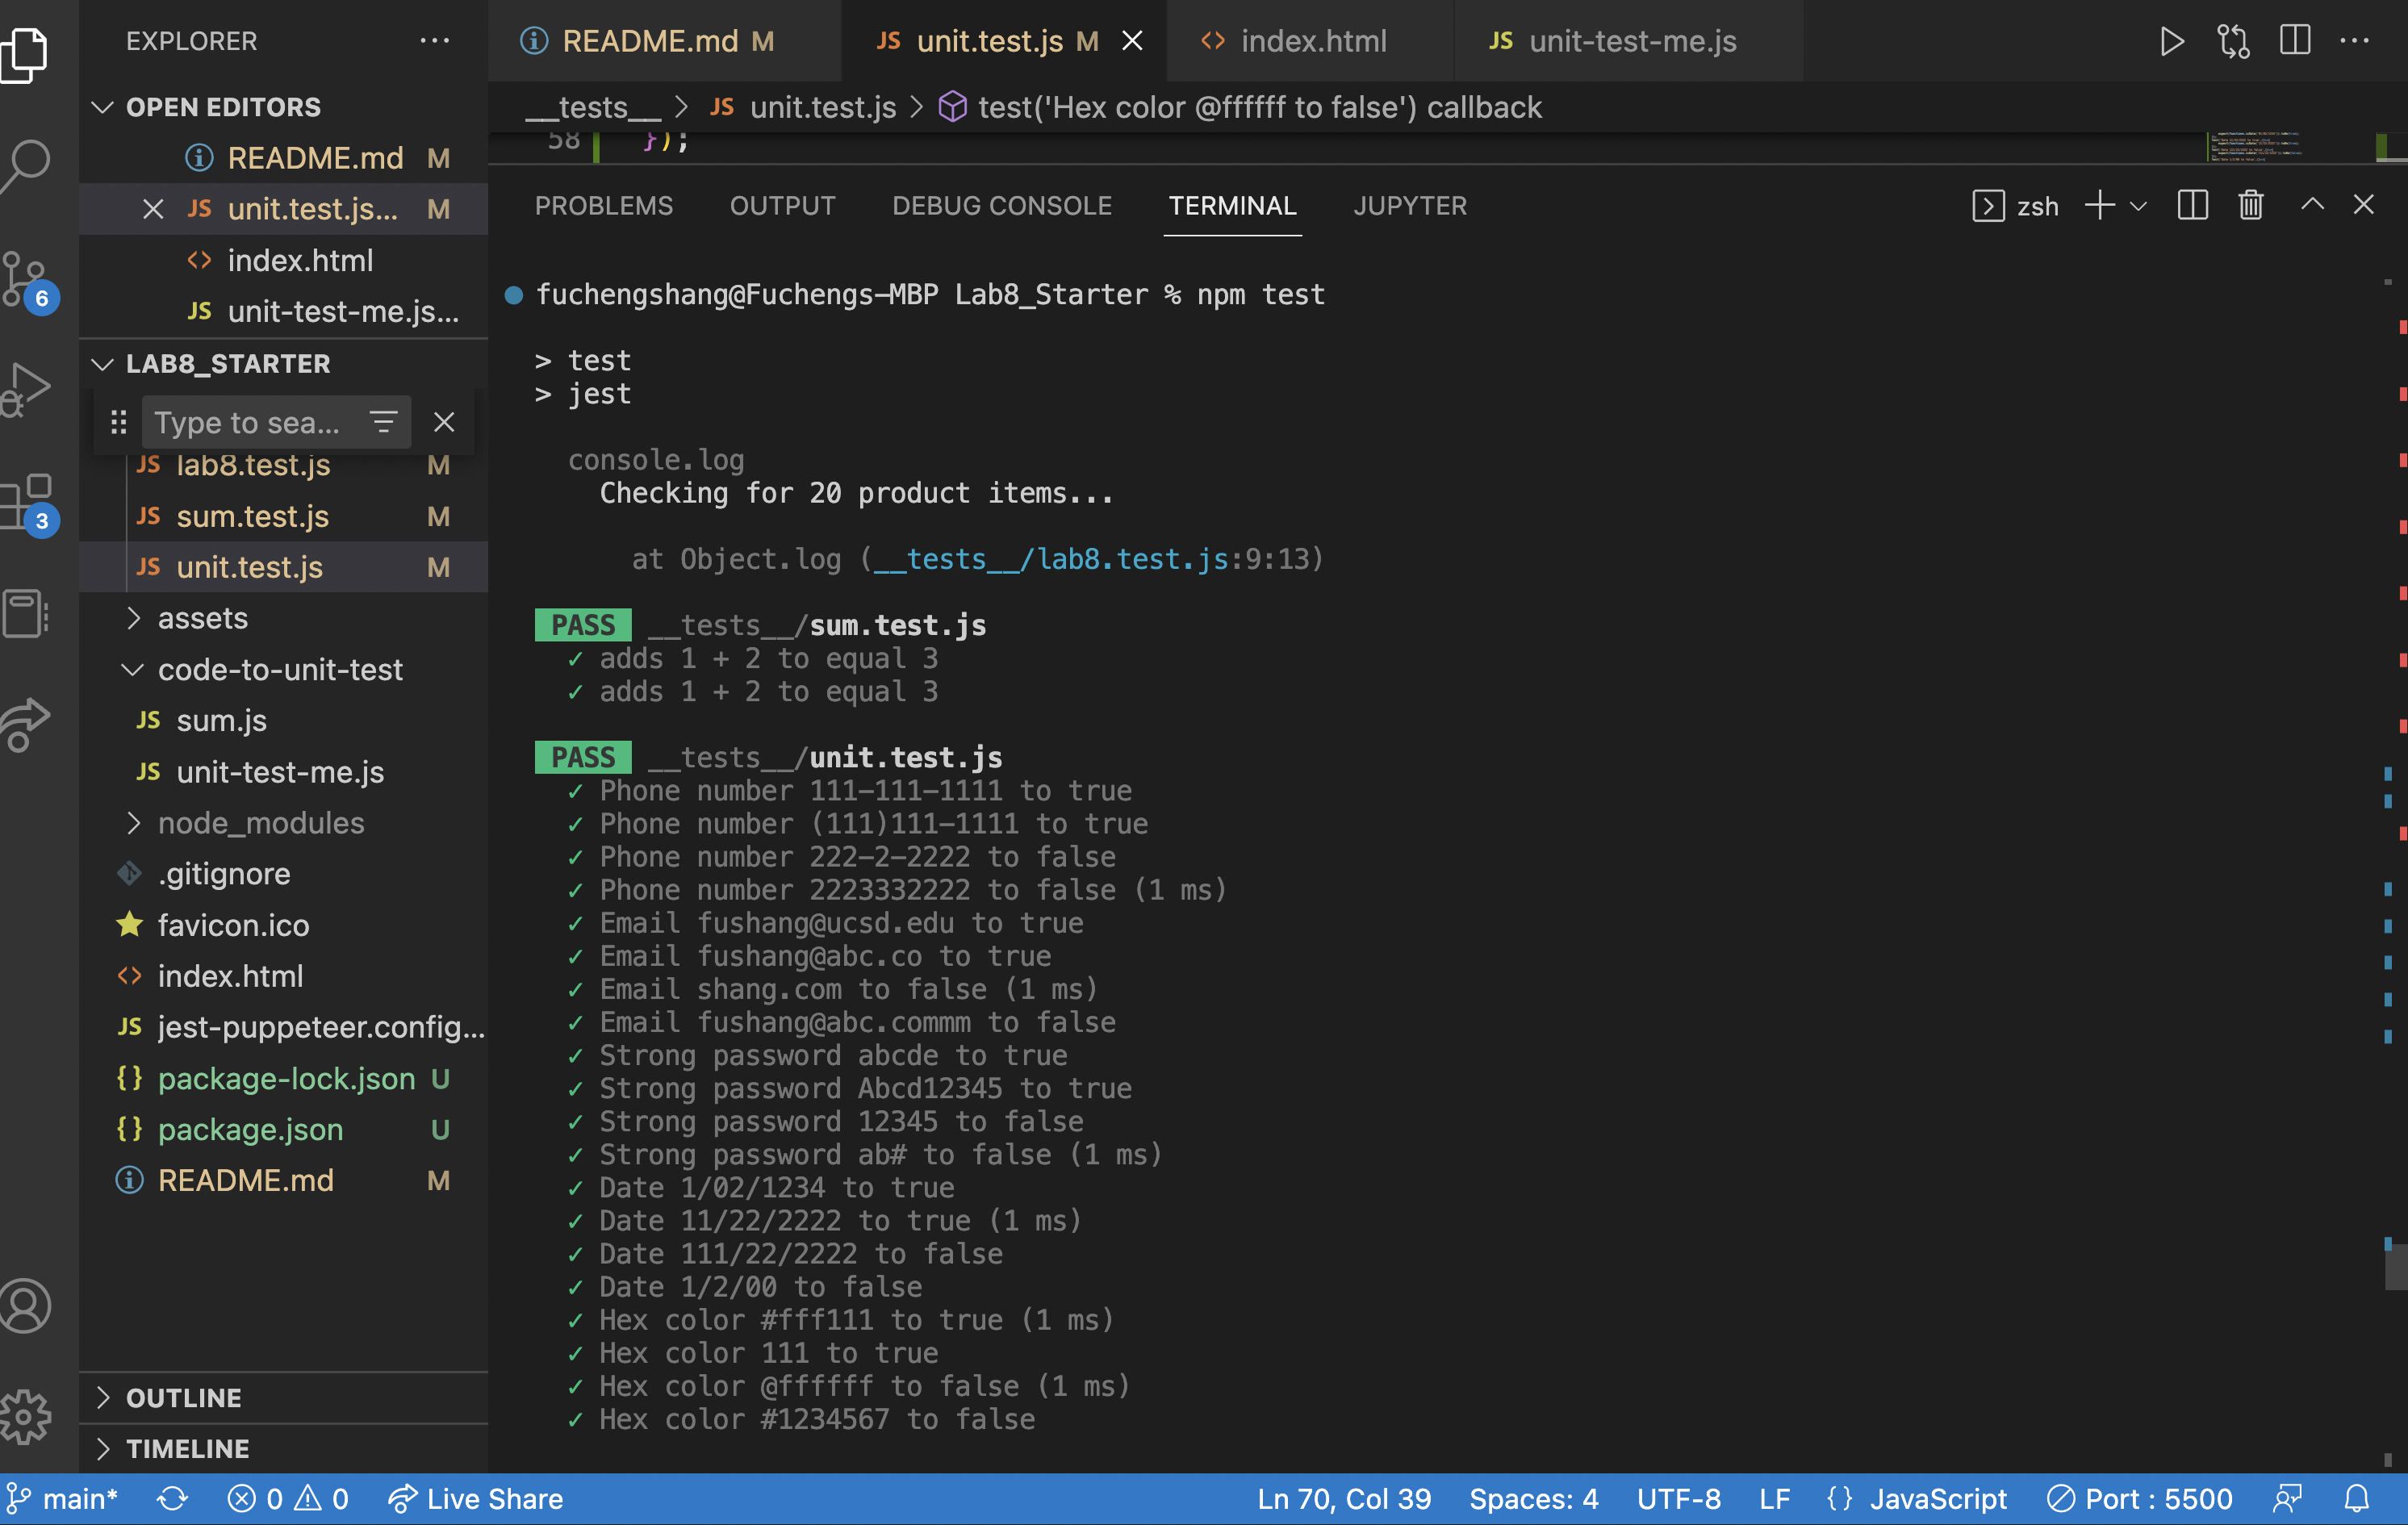 EXPLORER
OPEN EDITORS
README.md M
JS unit.test.js... M
index.html
JS unit-test-me.js...
LAB8_STARTER
Type to sea...
JS lab8.test.js M
JS sum.test.js M
JS unit.test.js M
assets
code-to-unit-test
JS sum.js
JS unit-test-me.js
node_modules
.gitignore
favicon.ico
index.html
JS jest-puppeteer.config...
{} package-lock.json U
{} package.json U
README.md M
OUTLINE
TIMELINE
6
3
README.md M
JS unit.test.js M
index.html
JS unit-test-me.js
__tests__ > JS unit.test.js > test('Hex color @ffffff to false') callback
58 });
PROBLEMS OUTPUT DEBUG CONSOLE TERMINAL JUPYTER
zsh
fuchengshang@Fuchengs-MBP Lab8_Starter % npm test
> test
> jest
console.log
Checking for 20 product items...
at Object.log (__tests__/lab8.test.js:9:13)
PASS __tests__/sum.test.js
✓ adds 1 + 2 to equal 3
✓ adds 1 + 2 to equal 3
PASS __tests__/unit.test.js
✓ Phone number 111-111-1111 to true
✓ Phone number (111)111-1111 to true
✓ Phone number 222-2-2222 to false
✓ Phone number 2223332222 to false (1 ms)
✓ Email fushang@ucsd.edu to true
✓ Email fushang@abc.co to true
✓ Email shang.com to false (1 ms)
✓ Email fushang@abc.commm to false
✓ Strong password abcde to true
✓ Strong password Abcd12345 to true
✓ Strong password 12345 to false
✓ Strong password ab# to false (1 ms)
✓ Date 1/02/1234 to true
✓ Date 11/22/2222 to true (1 ms)
✓ Date 111/22/2222 to false
✓ Date 1/2/00 to false
✓ Hex color #fff111 to true (1 ms)
✓ Hex color 111 to true
✓ Hex color @ffffff to false (1 ms)
✓ Hex color #1234567 to false
main* 0 0 Live Share Ln 70, Col 39 Spaces: 4 UTF-8 LF {} JavaScript Port : 5500